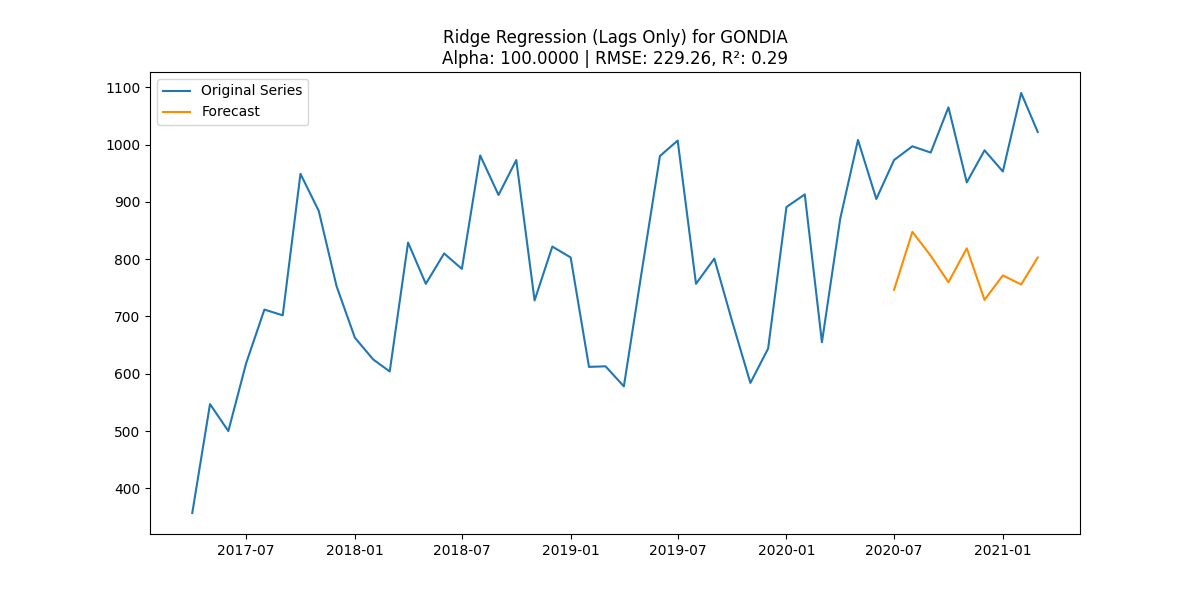 Ridge Regression (Lags Only) for GONDIA
Alpha: 100.0000 | RMSE: 229.26, R²: 0.29
Original Series
Forecast
1100
1000
900
800
700
600
500
400
2017-07 2018-01 2018-07 2019-01 2019-07 2020-01 2020-07 2021-01